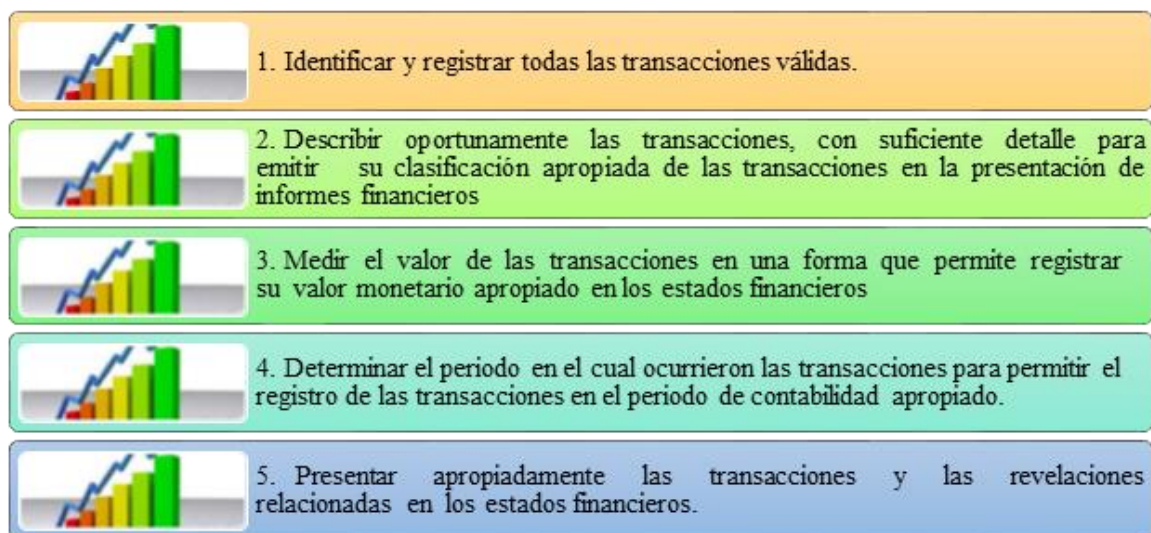 1. Identificar y registrar todas las transacciones válidas.
2. Describir oportunamente las transacciones, con suficiente detalle para
emitir su clasificación apropiada de las transacciones en la presentación de
informes financieros
3. Medir el valor de las transacciones en una forma que permite registrar
su valor monetario apropiado en los estados financieros
4. Determinar el periodo en el cual ocurrieron las transacciones para permitir el
registro de las transacciones en el periodo de contabilidad apropiado.
5. Presentar apropiadamente las transacciones y las revelaciones
relacionadas en los estados financieros.